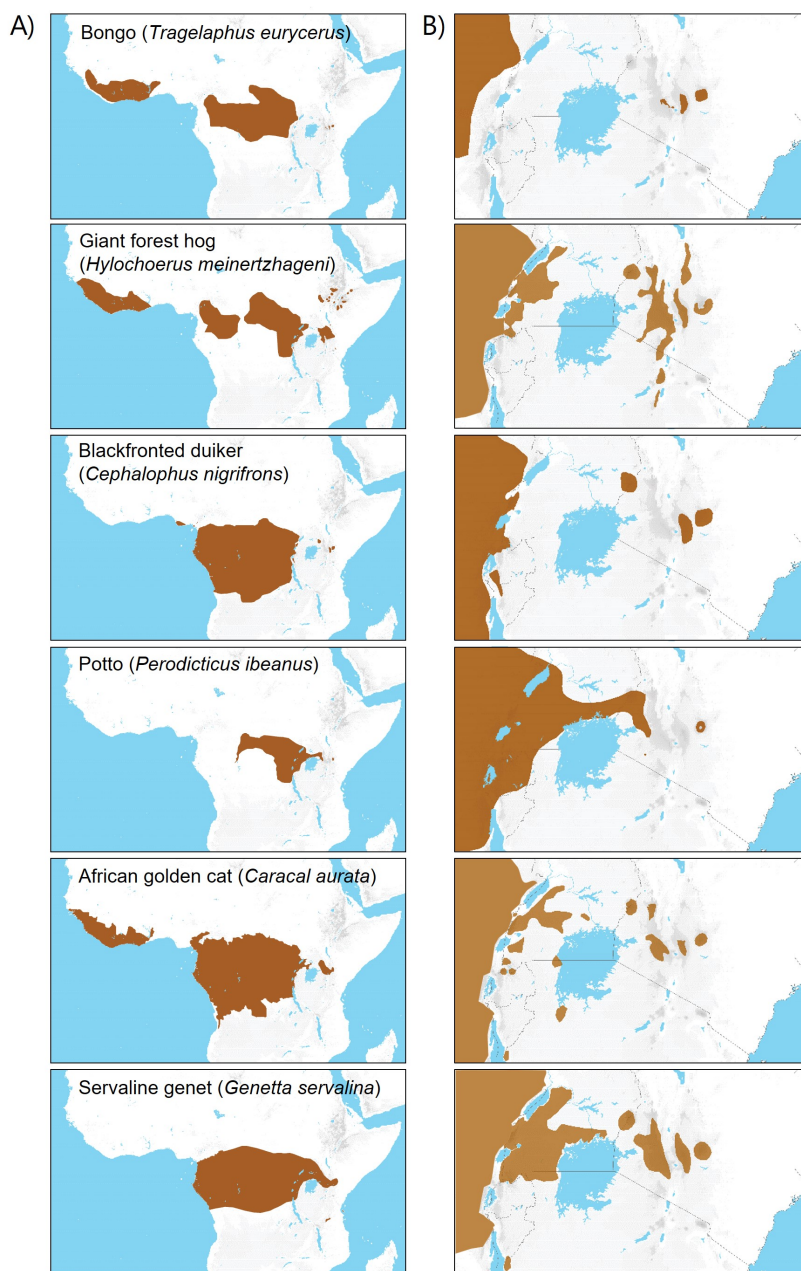 A)
B)
Bongo (Tragelaphus eurycerus)
Giant forest hog
(Hylochoerus meinertzhageni)
Blackfronted duiker
(Cephalophus nigrifrons)
Potto (Perodicticus ibeanus)
African golden cat (Caracal aurata)
Servaline genet (Genetta servalina)